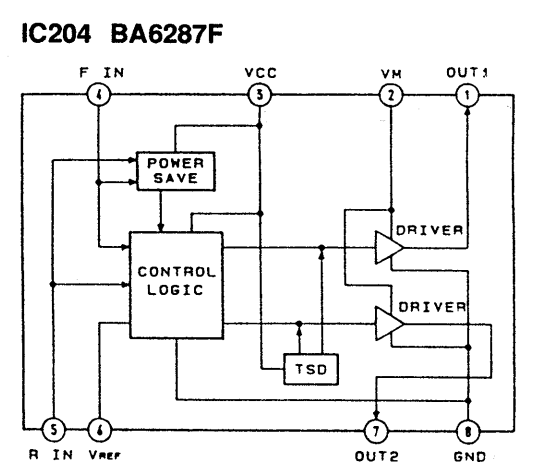 IC204 BA6287F
F IN VCC VM OUT1
4 3 2 1
POWER
SAVE
DRIVER
CONTROL
LOGIC
DRIVER
TSD
5 6 7 8
R IN VREF OUT2 GND